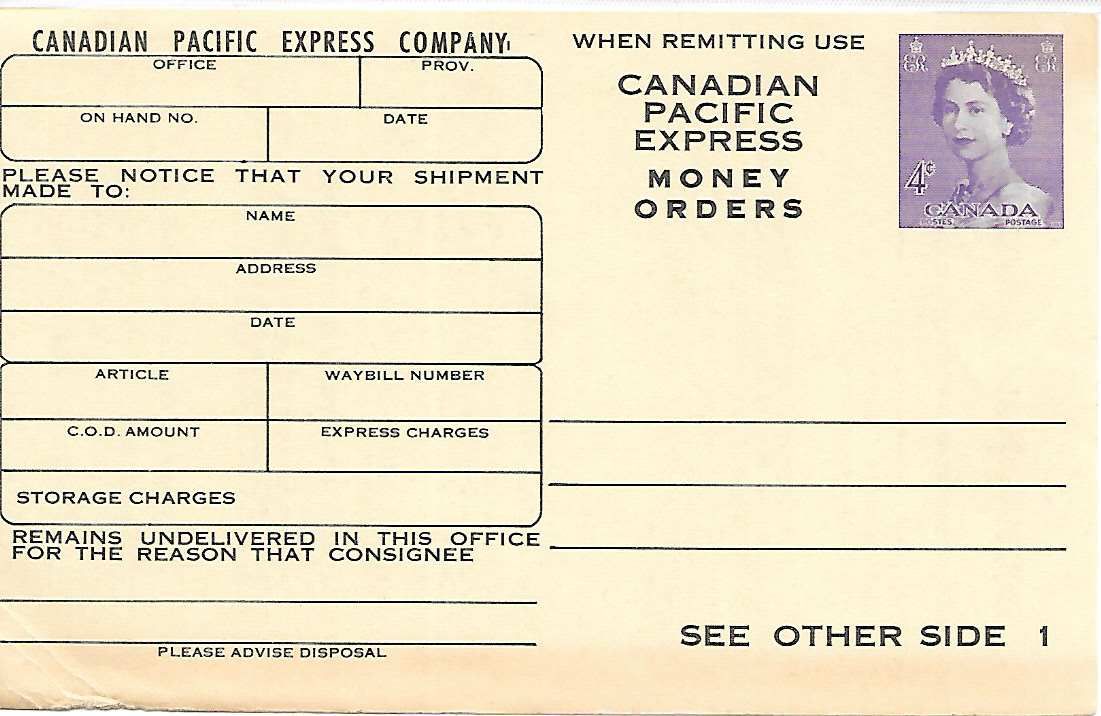 CANADIAN PACIFIC EXPRESS COMPANY
OFFICE
PROV.
ON HAND NO.
DATE
PLEASE NOTICE THAT YOUR SHIPMENT
MADE TO:
NAME
ADDRESS
DATE
ARTICLE
WAYBILL NUMBER
C.O.D. AMOUNT
EXPRESS CHARGES
STORAGE CHARGES
REMAINS UNDELIVERED IN THIS OFFICE
FOR THE REASON THAT CONSIGNEE
PLEASE ADVISE DISPOSAL
WHEN REMITTING USE
CANADIAN
PACIFIC
EXPRESS
MONEY
ORDERS
E II R
E II R
4¢
CANADA
POSTES POSTAGE
SEE OTHER SIDE 1